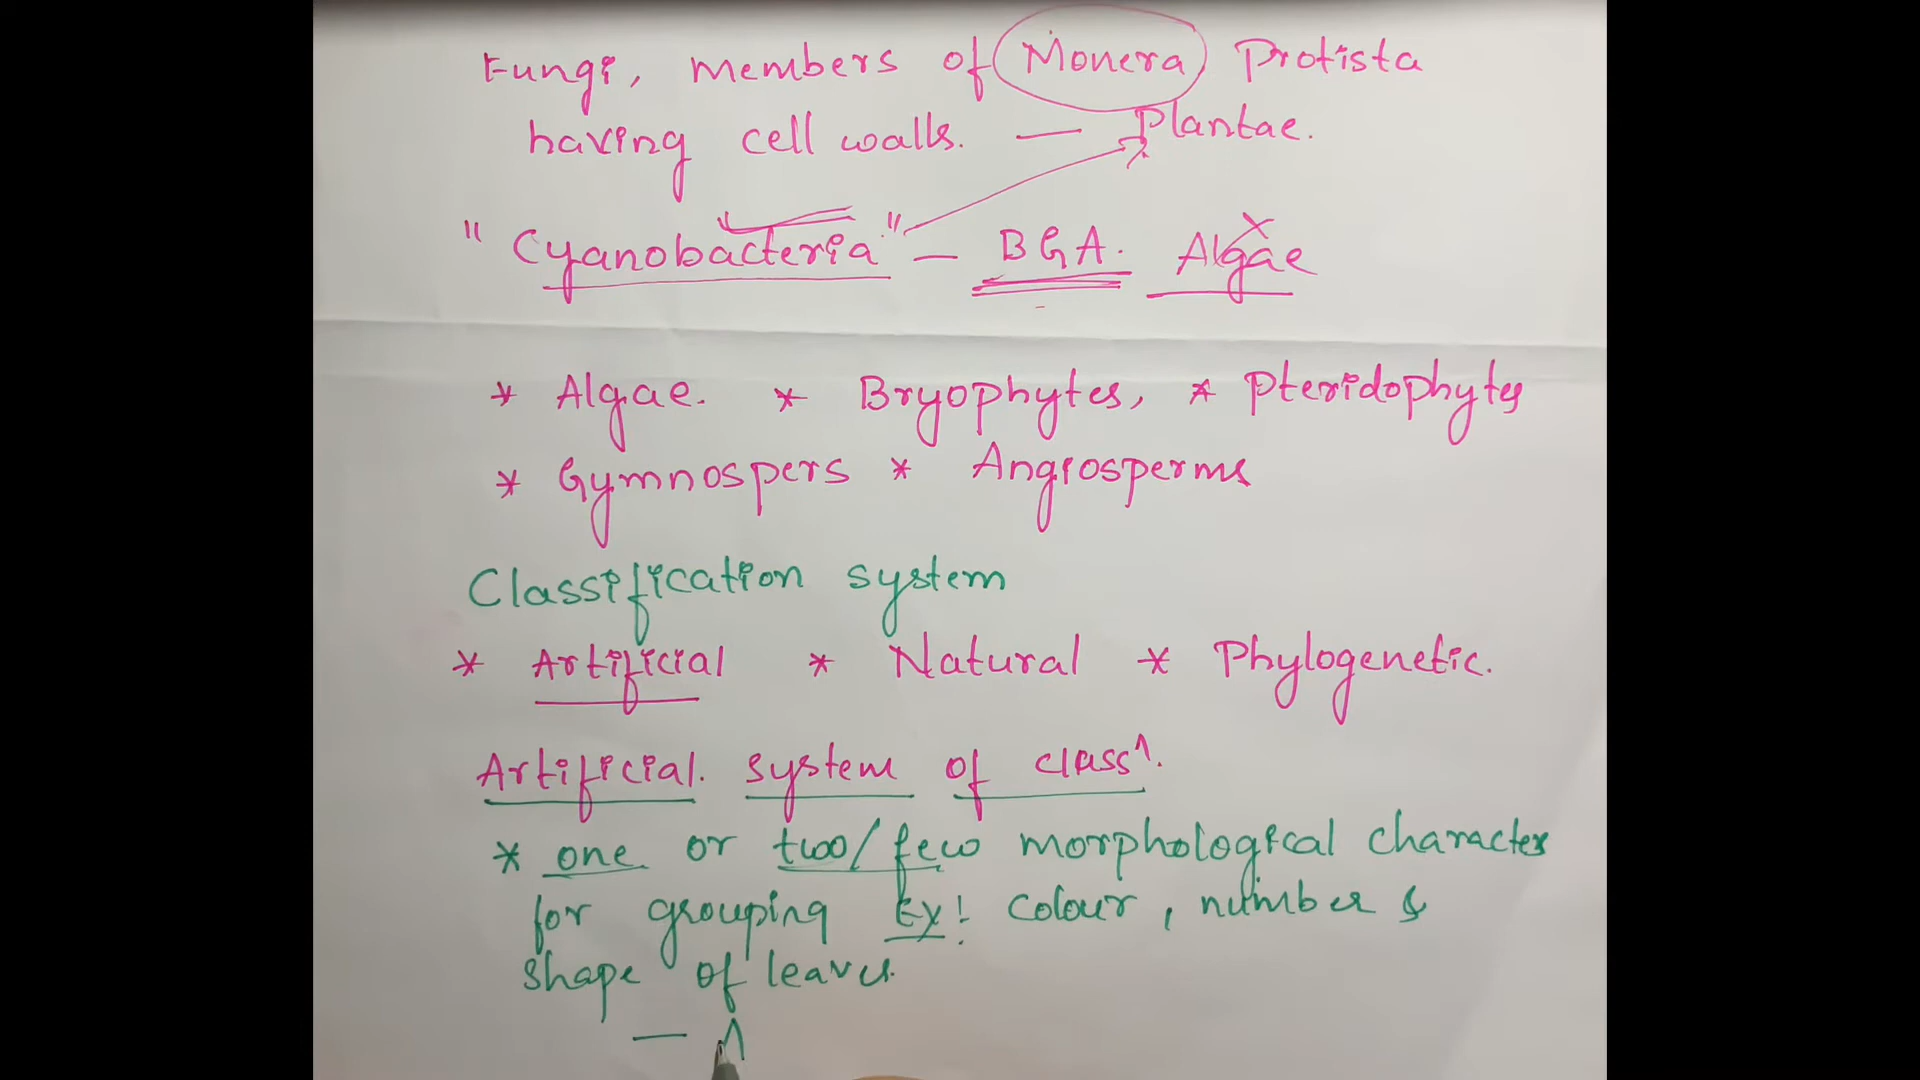 Fungi, members of Monera Protista
having cell walls. — Plantae.
"Cyanobacteria" — BGA. Algae
* Algae. * Bryophytes, * Pteridophytes
* Gymnospers * Angiosperms
Classification system
* Artificial * Natural * Phylogenetic.
Artificial. system of class^.
* one or two/few morphological character
for grouping Ex! Colour, number &
shape of leaves.
— A